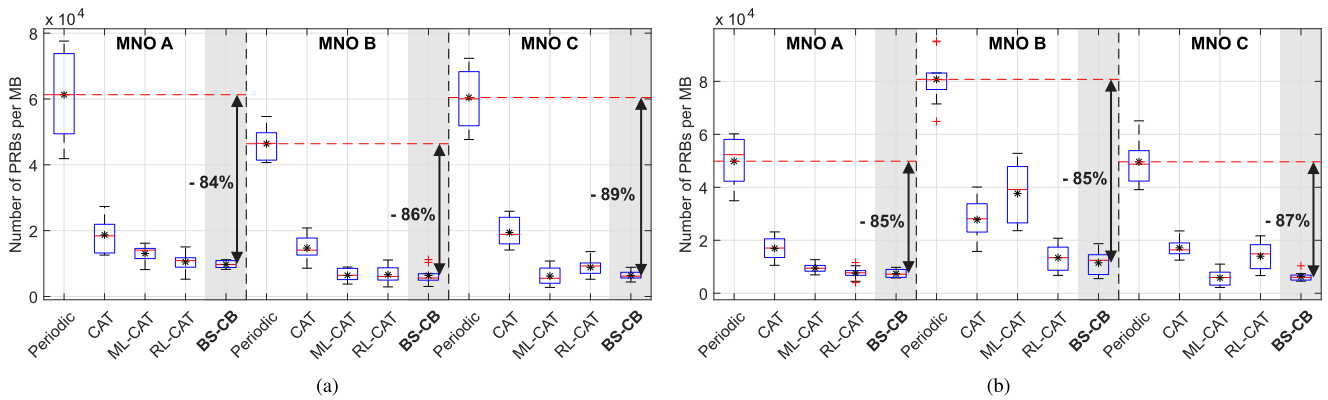 x 10^4
MNO A
MNO B
MNO C
Number of PRBs per MB
8
6
4
2
0
- 84%
- 86%
- 89%
Periodic
CAT
ML-CAT
RL-CAT
BS-CB
Periodic
CAT
ML-CAT
RL-CAT
BS-CB
Periodic
CAT
ML-CAT
RL-CAT
BS-CB
(a)
x 10^4
MNO A
MNO B
MNO C
Number of PRBs per MB
8
6
4
2
0
- 85%
- 85%
- 87%
Periodic
CAT
ML-CAT
RL-CAT
BS-CB
Periodic
CAT
ML-CAT
RL-CAT
BS-CB
Periodic
CAT
ML-CAT
RL-CAT
BS-CB
(b)